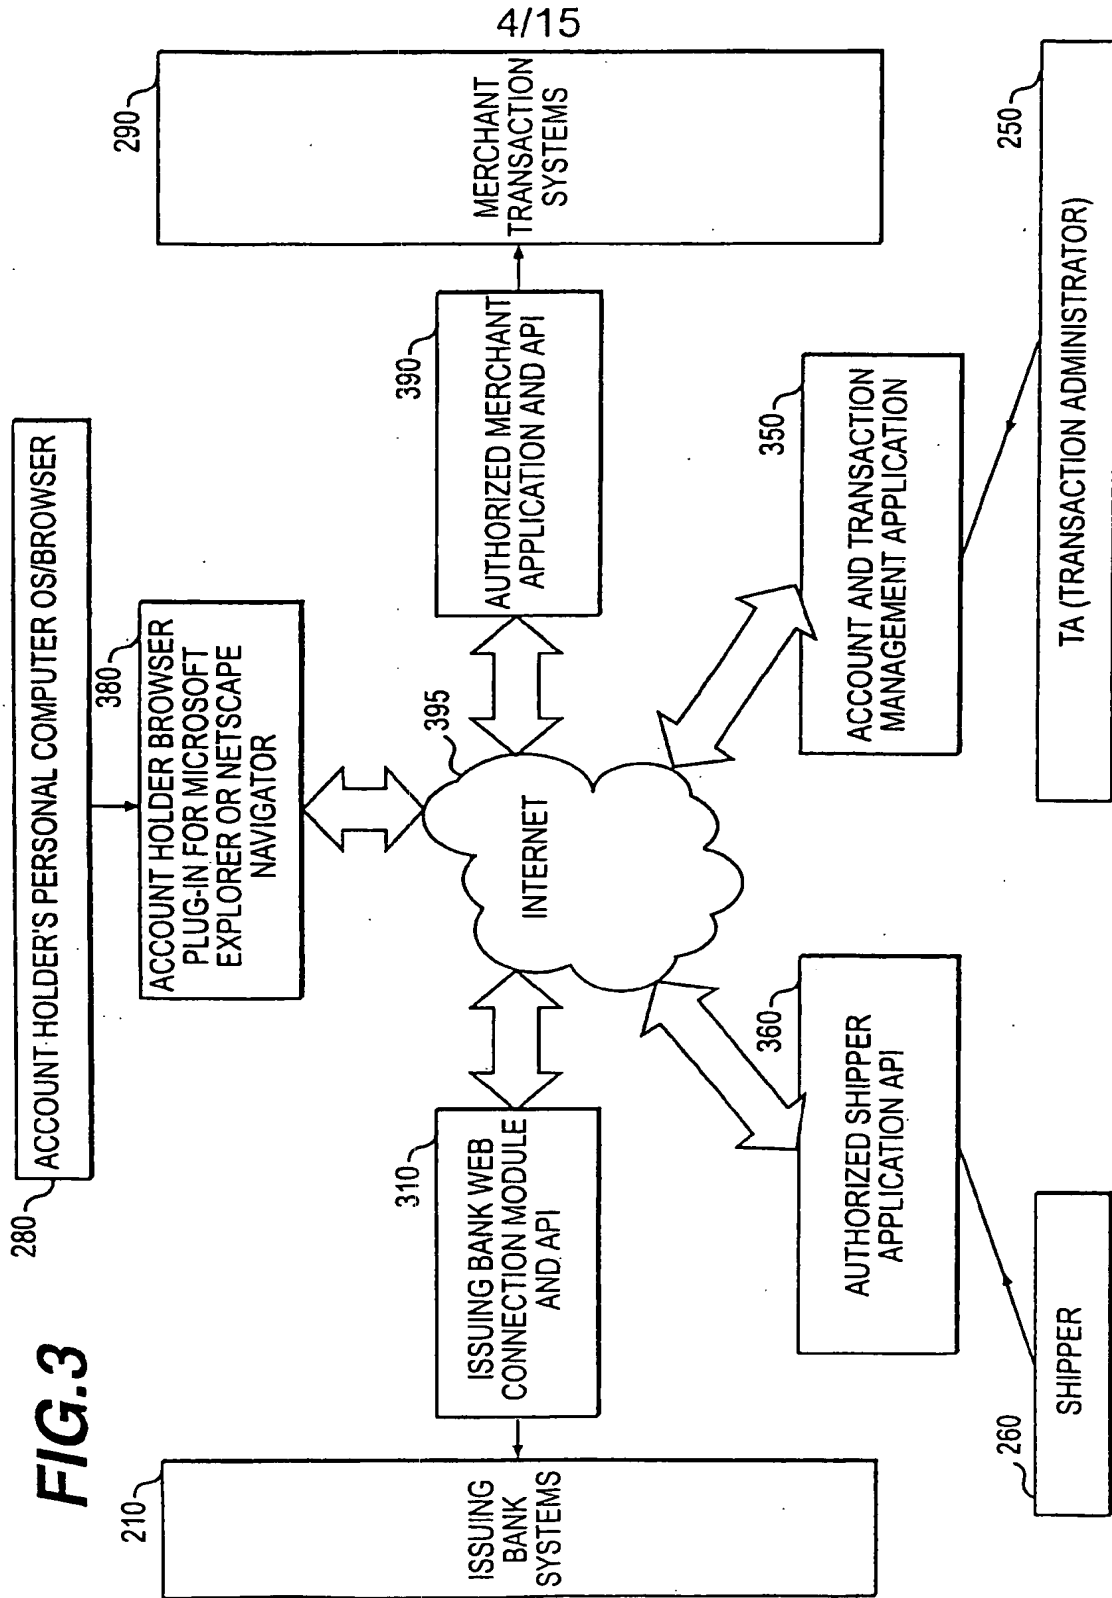 4/15
FIG.3
280
ACCOUNT HOLDER'S PERSONAL COMPUTER OS/BROWSER
380
ACCOUNT HOLDER BROWSER
PLUG-IN FOR MICROSOFT
EXPLORER OR NETSCAPE
NAVIGATOR
210
ISSUING
BANK
SYSTEMS
310
ISSUING BANK WEB
CONNECTION MODULE
AND API
395
INTERNET
390
AUTHORIZED MERCHANT
APPLICATION AND API
290
MERCHANT
TRANSACTION
SYSTEMS
360
AUTHORIZED SHIPPER
APPLICATION API
350
ACCOUNT AND TRANSACTION
MANAGEMENT APPLICATION
260
SHIPPER
250
TA (TRANSACTION ADMINISTRATOR)